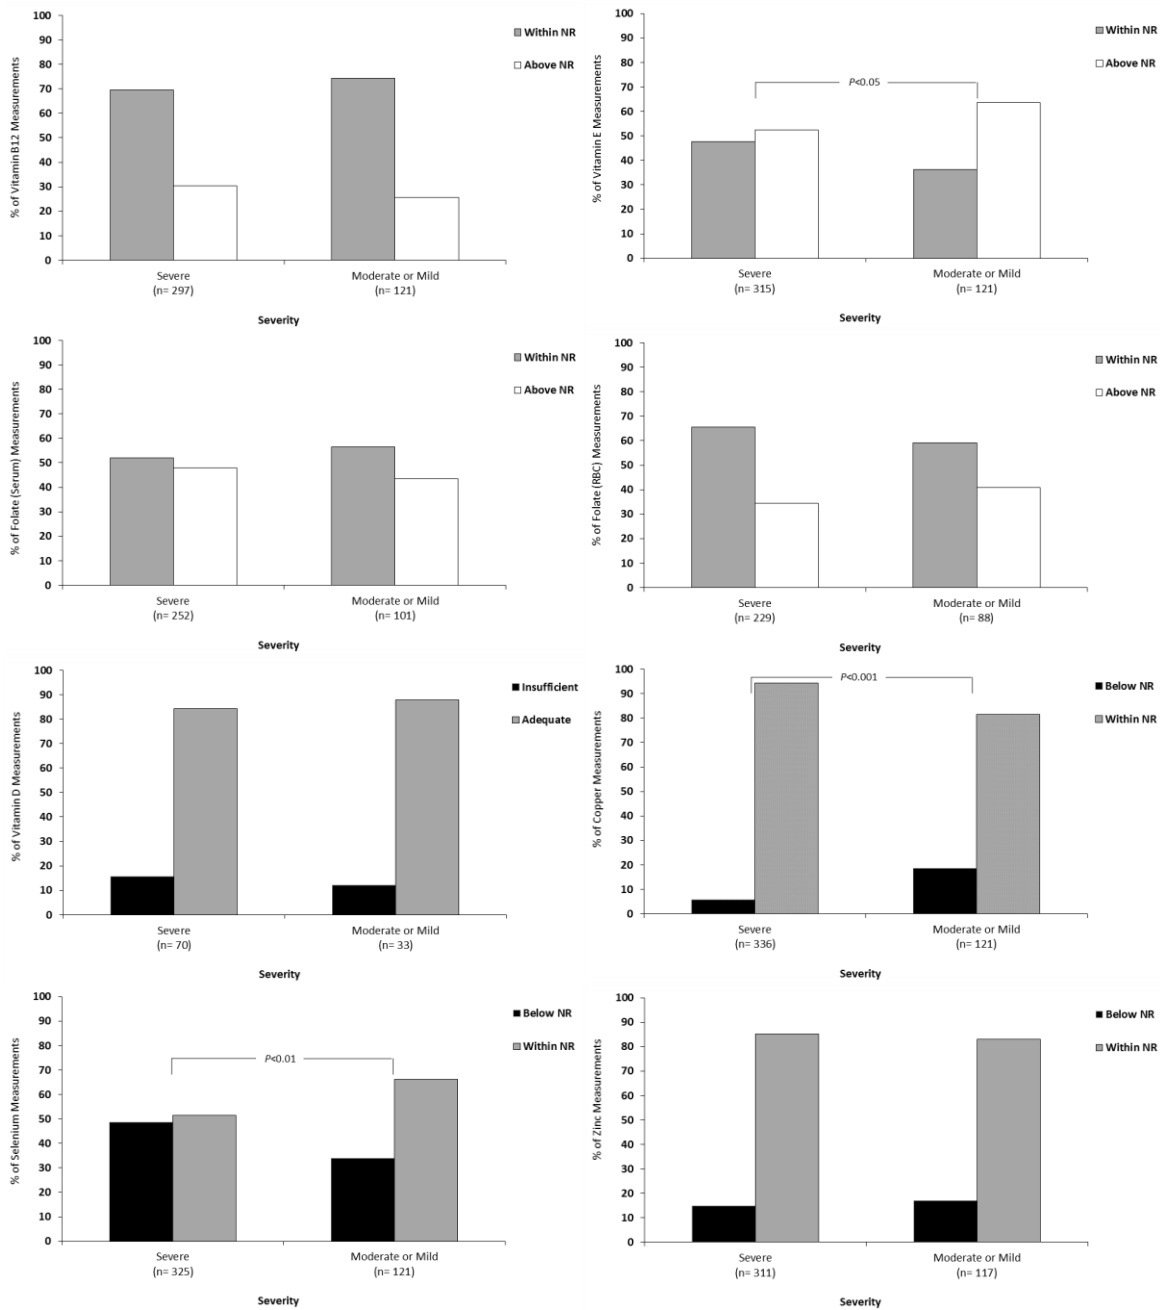 % of Vitamin B12 Measurements
100
90
80
70
60
50
40
30
20
10
0
Within NR
Above NR
Severe
(n= 297)
Moderate or Mild
(n= 121)
Severity
% of Vitamin E Measurements
100
90
80
70
60
50
40
30
20
10
0
P<0.05
Within NR
Above NR
Severe
(n= 315)
Moderate or Mild
(n= 121)
Severity
% of Folate (Serum) Measurements
100
90
80
70
60
50
40
30
20
10
0
Within NR
Above NR
Severe
(n= 252)
Moderate or Mild
(n= 101)
Severity
% of Folate (RBC) Measurements
100
90
80
70
60
50
40
30
20
10
0
Within NR
Above NR
Severe
(n= 229)
Moderate or Mild
(n= 88)
Severity
% of Vitamin D Measurements
100
90
80
70
60
50
40
30
20
10
0
Insufficient
Adequate
Severe
(n= 70)
Moderate or Mild
(n= 33)
Severity
% of Copper Measurements
100
90
80
70
60
50
40
30
20
10
0
P<0.001
Below NR
Within NR
Severe
(n= 336)
Moderate or Mild
(n= 121)
Severity
% of Selenium Measurements
100
90
80
70
60
50
40
30
20
10
0
P<0.01
Below NR
Within NR
Severe
(n= 325)
Moderate or Mild
(n= 121)
Severity
% of Zinc Measurements
100
90
80
70
60
50
40
30
20
10
0
Below NR
Within NR
Severe
(n= 311)
Moderate or Mild
(n= 117)
Severity